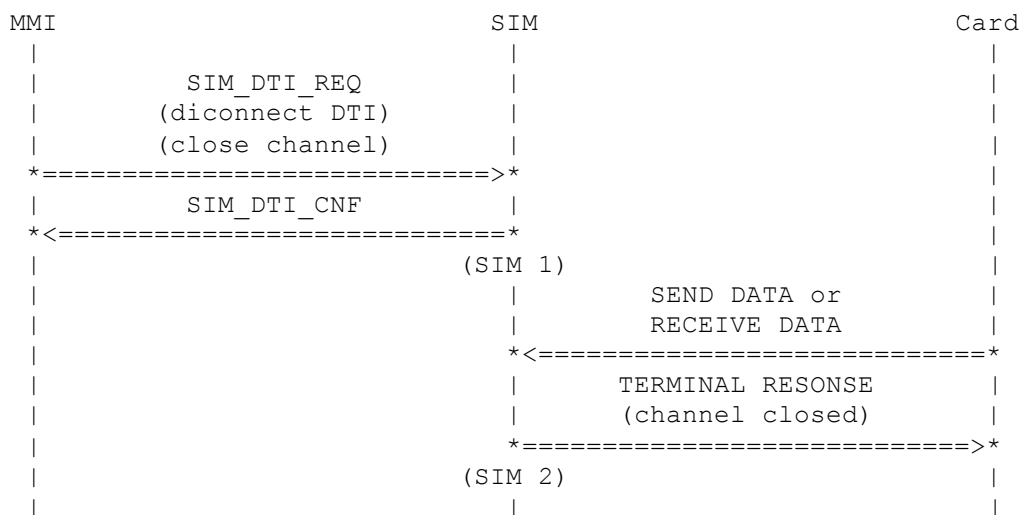 MMI SIM Card
SIM_DTI_REQ
(diconnect DTI)
(close channel)
SIM_DTI_CNF
(SIM 1)
SEND DATA or
RECEIVE DATA
TERMINAL RESONSE
(channel closed)
(SIM 2)